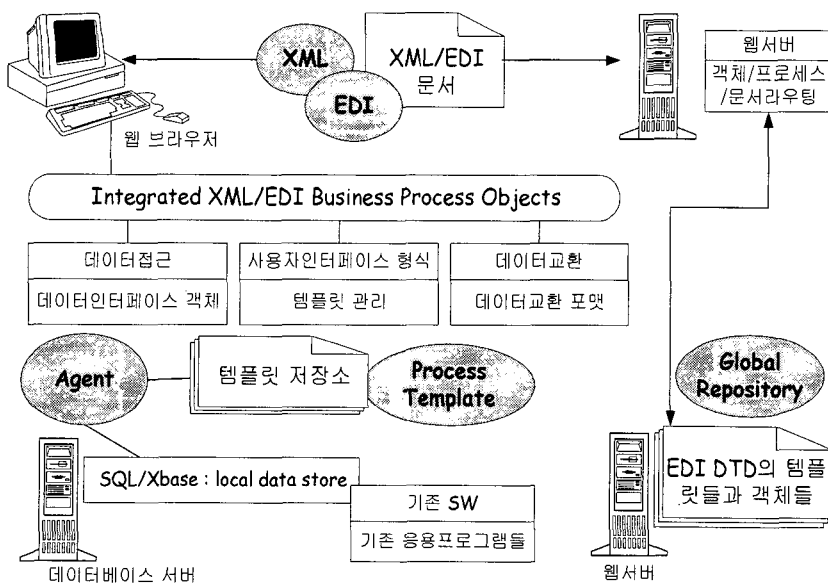 XML
EDI
XML/EDI
문서
웹 브라우저
웹서버
객체/프로세스
/문서라우팅
Integrated XML/EDI Business Process Objects
데이터접근
데이터인터페이스 객체
사용자인터페이스 형식
템플릿 관리
데이터교환
데이터교환 포맷
Agent
템플릿 저장소
Process
Template
Global
Repository
SQL/Xbase : local data store
기존 SW
기존 응용프로그램들
EDI DTD의 템플
릿들과 객체들
데이터베이스 서버
웹서버